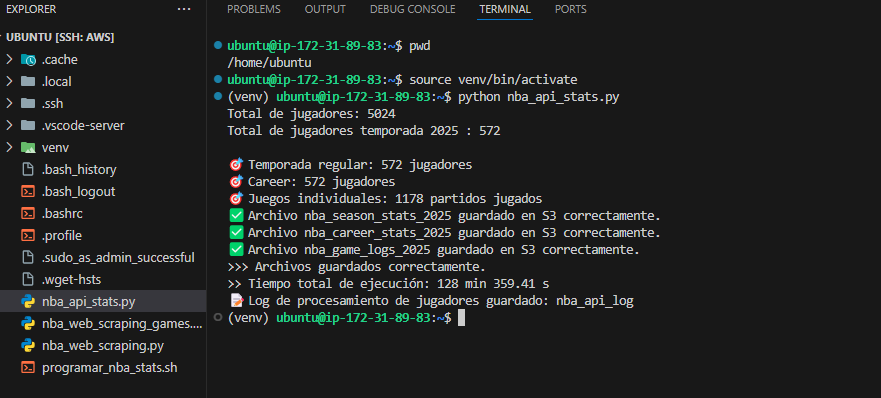 EXPLORER ...
PROBLEMS OUTPUT DEBUG CONSOLE TERMINAL PORTS
UBUNTU [SSH: AWS]
.cache
.local
.ssh
.vscode-server
venv
.bash_history
.bash_logout
.bashrc
.profile
.sudo_as_admin_successful
.wget-hsts
nba_api_stats.py
nba_web_scraping_games....
nba_web_scraping.py
programar_nba_stats.sh
ubuntu@ip-172-31-89-83:~$ pwd
/home/ubuntu
ubuntu@ip-172-31-89-83:~$ source venv/bin/activate
(venv) ubuntu@ip-172-31-89-83:~$ python nba_api_stats.py
Total de jugadores: 5024
Total de jugadores temporada 2025 : 572
🎯 Temporada regular: 572 jugadores
🎯 Career: 572 jugadores
🎯 Juegos individuales: 1178 partidos jugados
✅ Archivo nba_season_stats_2025 guardado en S3 correctamente.
✅ Archivo nba_career_stats_2025 guardado en S3 correctamente.
✅ Archivo nba_game_logs_2025 guardado en S3 correctamente.
>>> Archivos guardados correctamente.
>> Tiempo total de ejecución: 128 min 359.41 s
📝 Log de procesamiento de jugadores guardado: nba_api_log
(venv) ubuntu@ip-172-31-89-83:~$